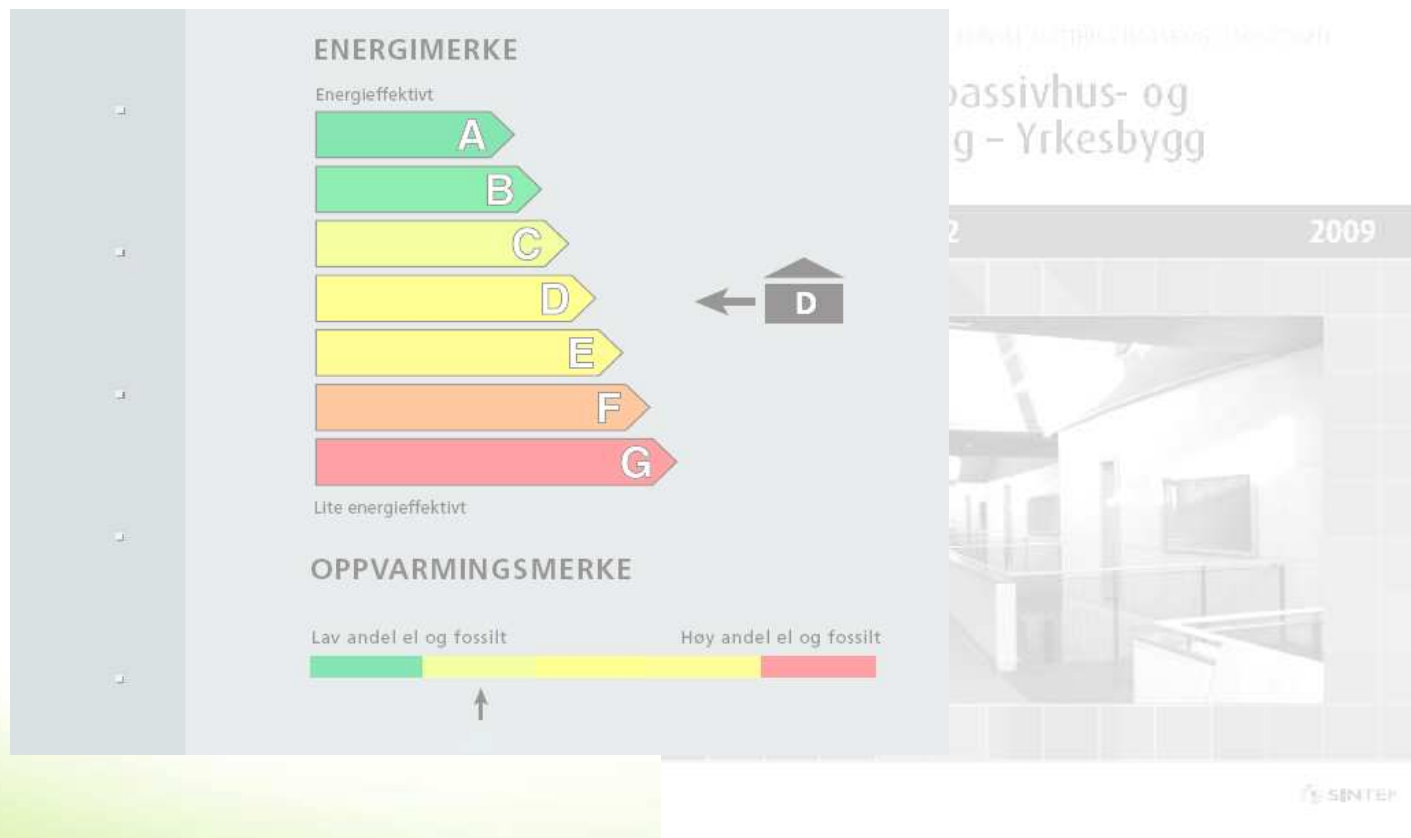 ENERGIMERKE
Energieffektivt
A
B
C
D
E
F
G
D
Lite energieffektivt
OPPVARMINGSMERKE
Lav andel el og fossilt
Høy andel el og fossilt
passivhus- og
g – Yrkesbygg
2
2009
SINTEF